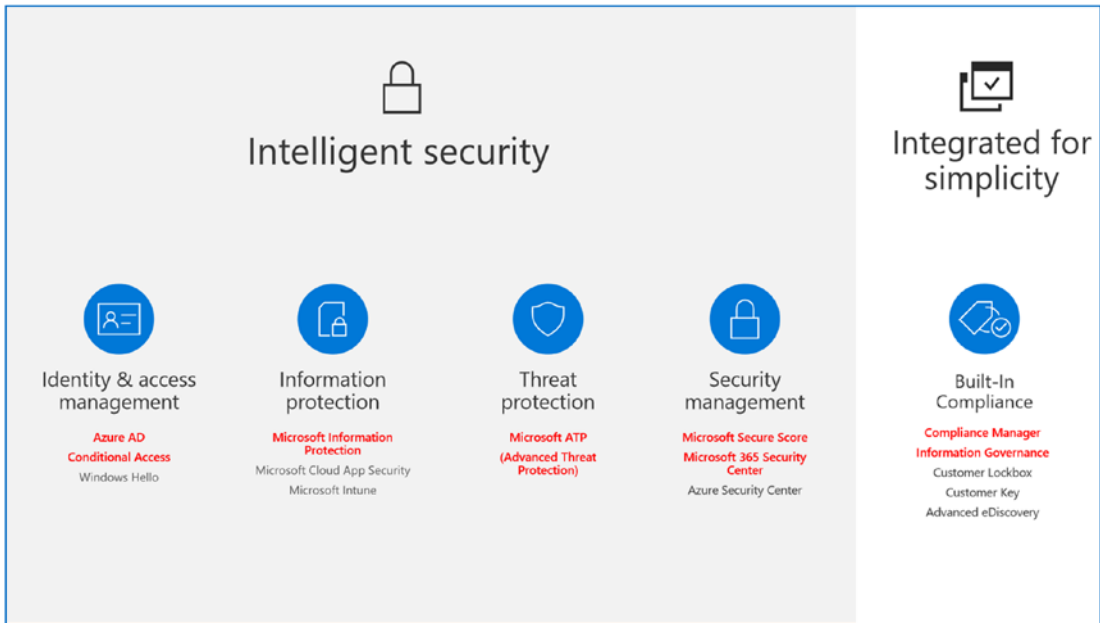 Intelligent security
Integrated for
simplicity
Identity & access
management
Azure AD
Conditional Access
Windows Hello
Information
protection
Microsoft Information
Protection
Microsoft Cloud App Security
Microsoft Intune
Threat
protection
Microsoft ATP
(Advanced Threat
Protection)
Security
management
Microsoft Secure Score
Microsoft 365 Security
Center
Azure Security Center
Built-In
Compliance
Compliance Manager
Information Governance
Customer Lockbox
Customer Key
Advanced eDiscovery